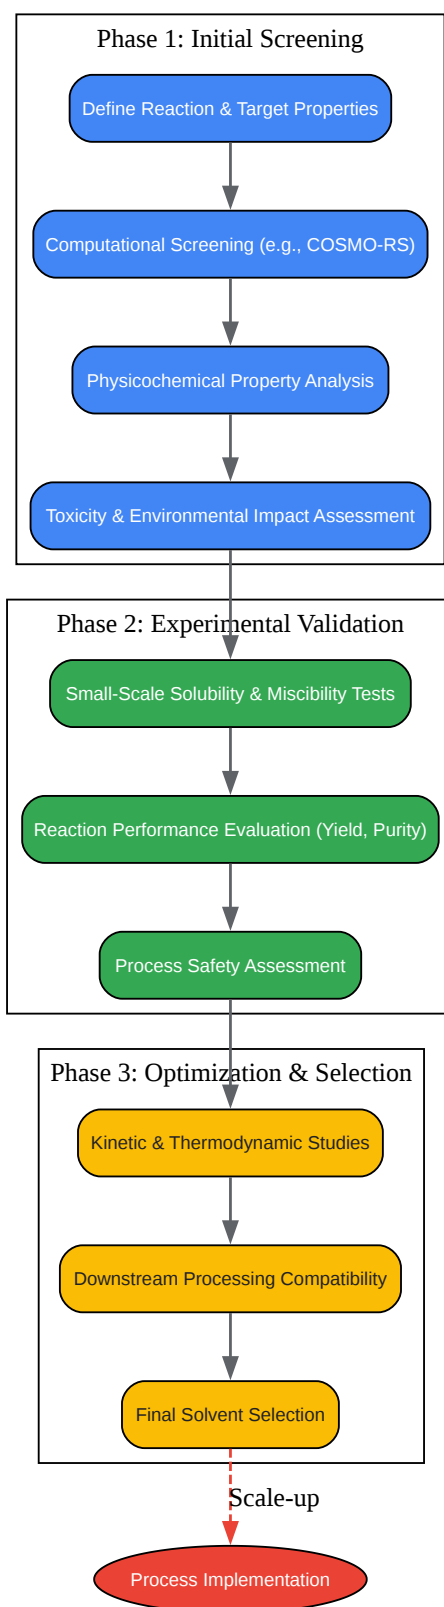 Phase 1: Initial Screening
Define Reaction & Target Properties
Computational Screening (e.g., COSMO-RS)
Physicochemical Property Analysis
Toxicity & Environmental Impact Assessment
Phase 2: Experimental Validation
Small-Scale Solubility & Miscibility Tests
Reaction Performance Evaluation (Yield, Purity)
Process Safety Assessment
Phase 3: Optimization & Selection
Kinetic & Thermodynamic Studies
Downstream Processing Compatibility
Final Solvent Selection
Scale-up
Process Implementation